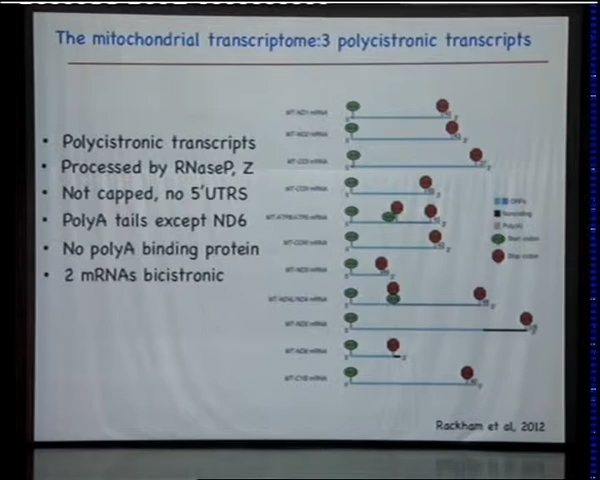 The mitochondrial transcriptome:3 polycistronic transcripts
• Polycistronic transcripts
• Processed by RNaseP, Z
• Not capped, no 5'UTRS
• PolyA tails except ND6
• No polyA binding protein
• 2 mRNAs bicistronic
MT-ND1 mRNA
MT-ND2 mRNA
MT-CO1 mRNA
MT-CO2 mRNA
MT-ATP8/ATP6 mRNA
MT-CO3 mRNA
MT-ND3 mRNA
MT-ND4L/ND4 mRNA
MT-ND5 mRNA
MT-ND6 mRNA
MT-CYB mRNA
ORFs
Noncoding
PolyA
Start codon
Stop codon
Rackham et al, 2012